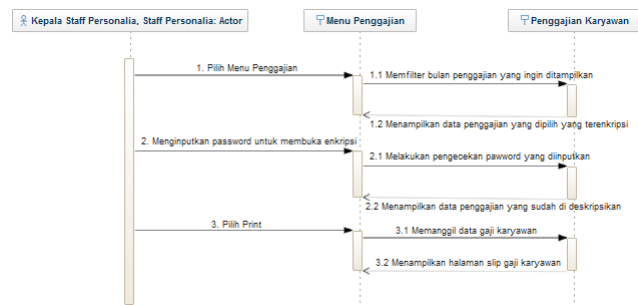 Kepala Staff Personalia, Staff Personalia: Actor
Menu Penggajian
Penggajian Karyawan
1. Pilih Menu Penggajian
1.1 Memfilter bulan penggajian yang ingin ditampilkan
1.2 Menampilkan data penggajian yang dipilih yang terenkripsi
2. Menginputkan password untuk membuka enkripsi
2.1 Melakukan pengecekan pawword yang diinputkan
2.2 Menampilkan data penggajian yang sudah di deskripsikan
3. Pilih Print
3.1 Memanggil data gaji karyawan
3.2 Menampilkan halaman slip gaji karyawan